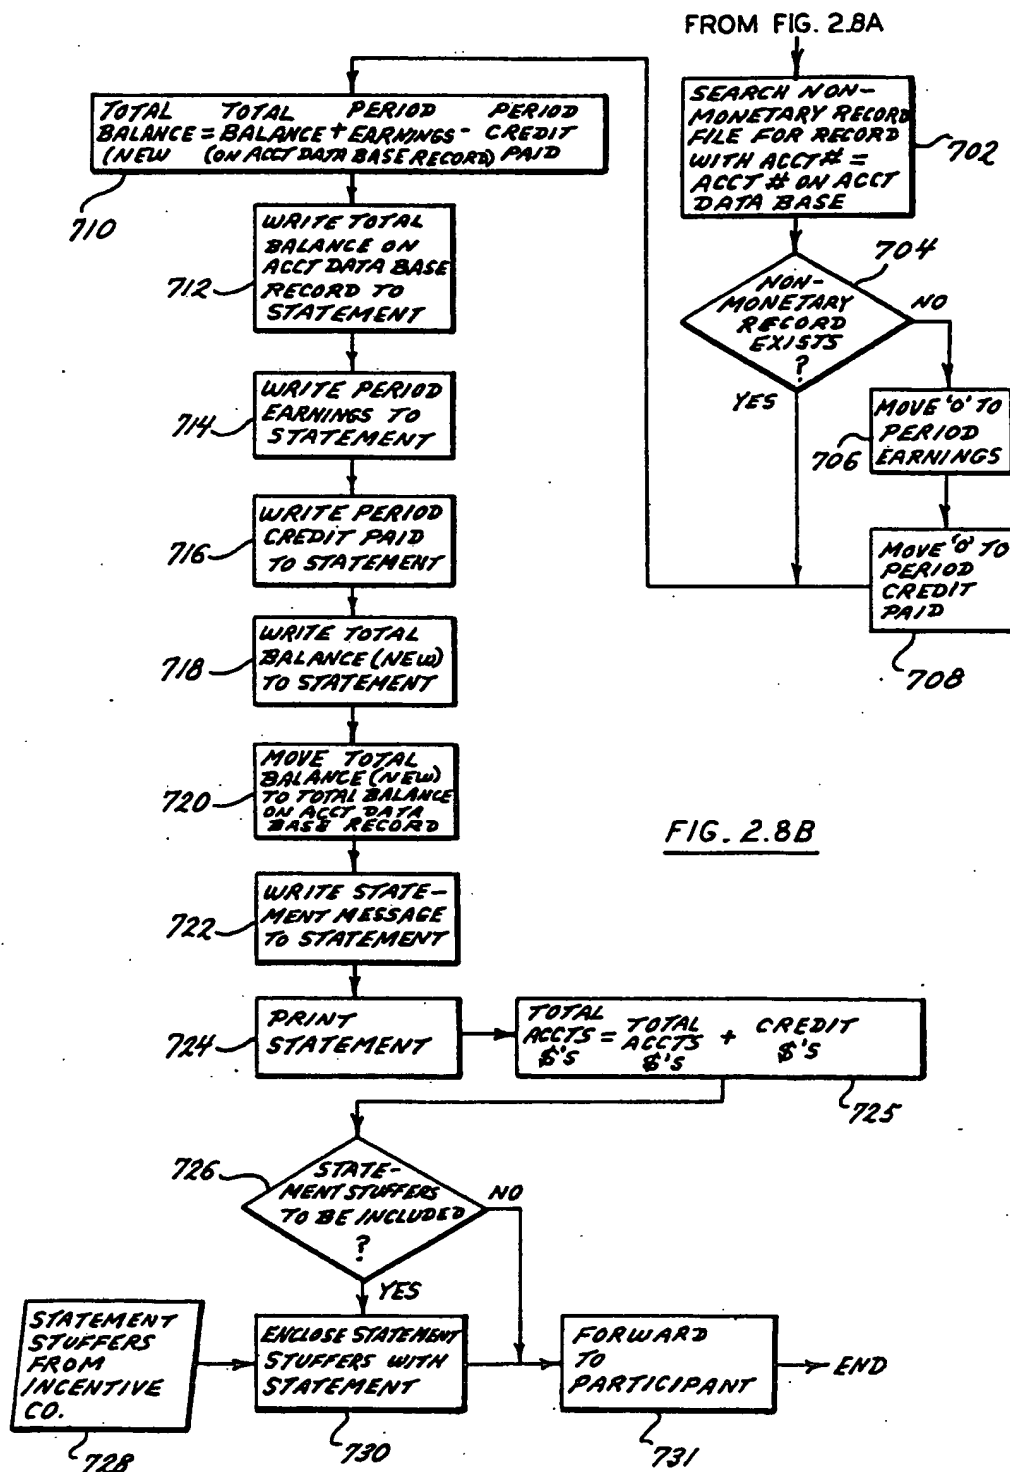 FROM FIG. 2.8A
SEARCH NON-
MONETARY RECORD
FILE FOR RECORD
WITH ACCT # =
ACCT # ON ACCT
DATA BASE
702
704
NON-
MONETARY
RECORD
EXISTS
?
NO
YES
MOVE '0' TO
PERIOD
EARNINGS
706
MOVE '0' TO
PERIOD
CREDIT
PAID
708
TOTAL TOTAL PERIOD PERIOD
BALANCE = BALANCE + EARNINGS - CREDIT
(NEW (ON ACCT DATA BASE RECORD) PAID
710
WRITE TOTAL
BALANCE ON
ACCT DATA BASE
RECORD TO
STATEMENT
712
WRITE PERIOD
EARNINGS TO
STATEMENT
714
WRITE PERIOD
CREDIT PAID
TO STATEMENT
716
WRITE TOTAL
BALANCE (NEW)
TO STATEMENT
718
MOVE TOTAL
BALANCE (NEW)
TO TOTAL BALANCE
ON ACCT DATA
BASE RECORD
720
FIG. 2.8B
WRITE STATE-
MENT MESSAGE
TO STATEMENT
722
PRINT
STATEMENT
724
TOTAL TOTAL CREDIT
ACCTS = ACCTS + $'S
$'S $'S
725
726
STATE-
MENT STUFFERS
TO BE INCLUDED
?
NO
YES
STATEMENT
STUFFERS
FROM
INCENTIVE
CO.
728
ENCLOSE STATEMENT
STUFFERS WITH
STATEMENT
730
FORWARD
TO
PARTICIPANT
731
END